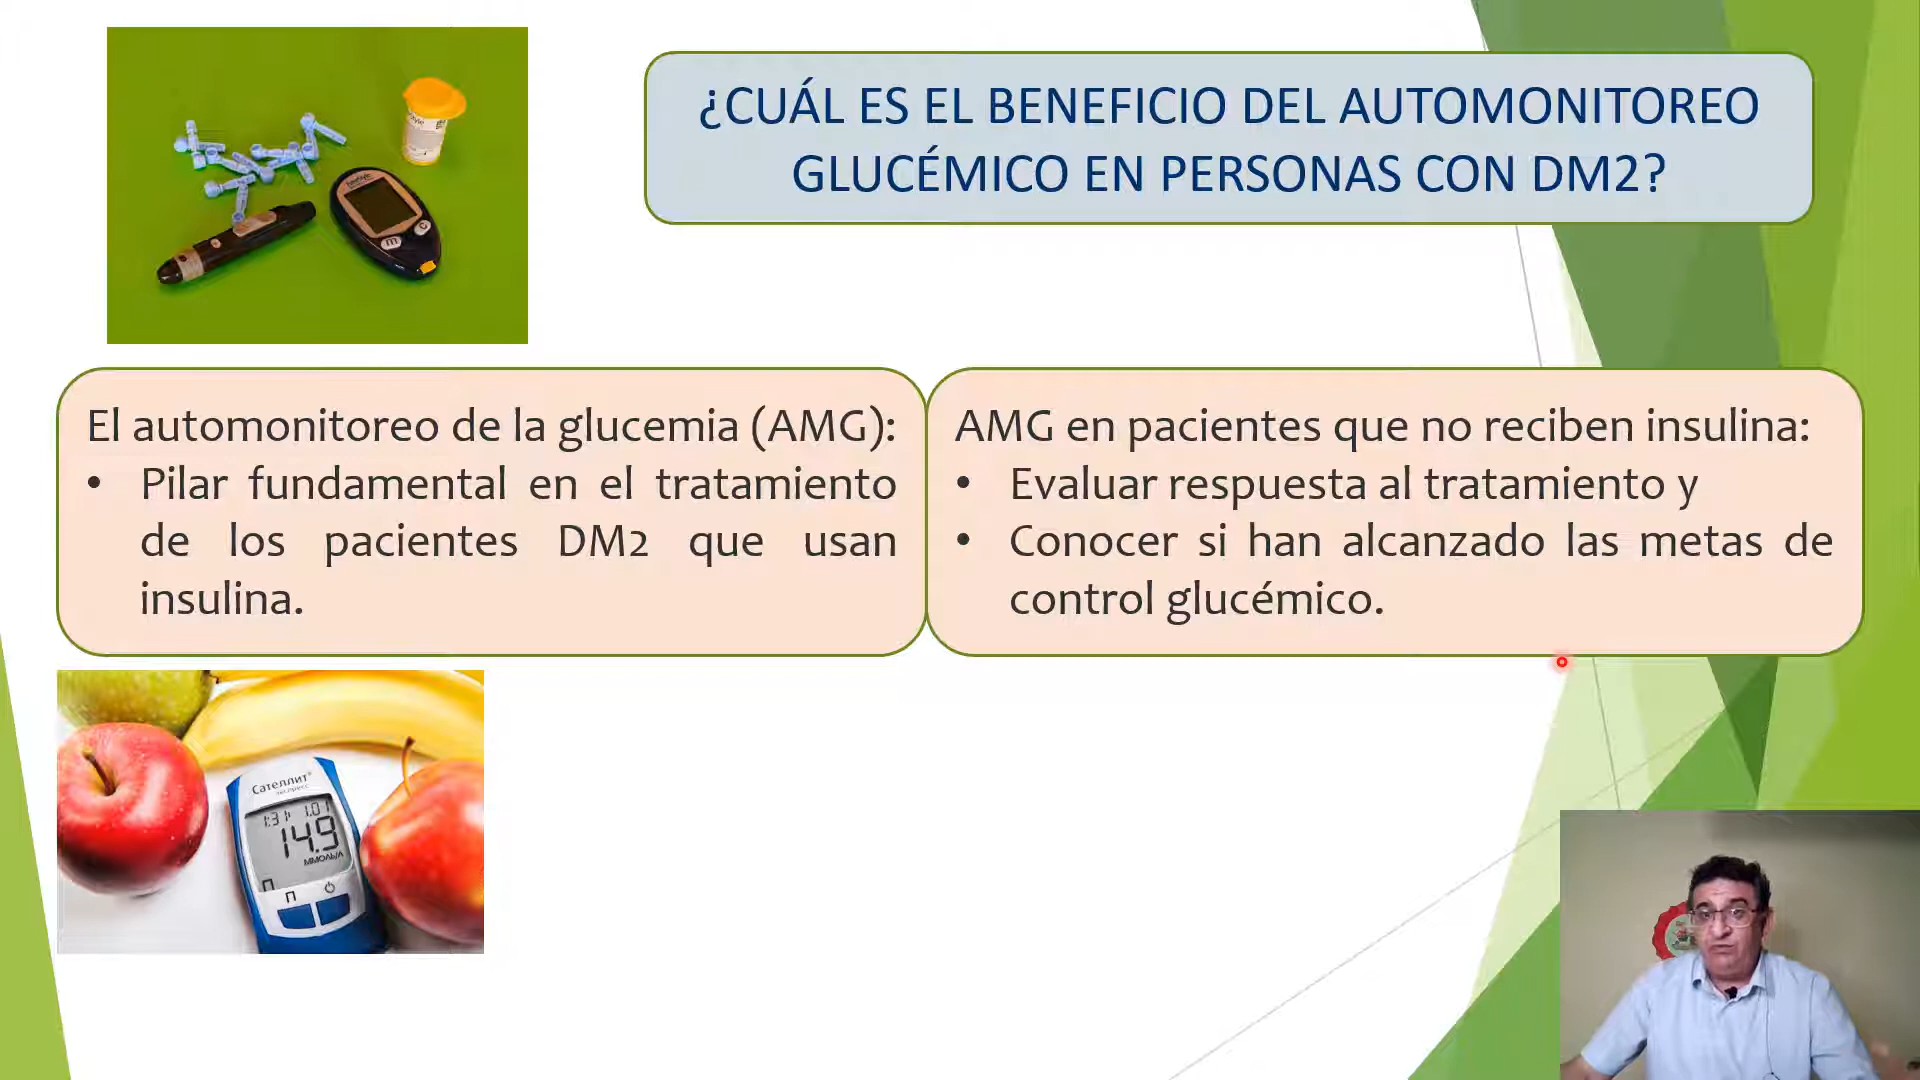 ¿CUÁL ES EL BENEFICIO DEL AUTOMONITOREO
GLUCÉMICO EN PERSONAS CON DM2?
El automonitoreo de la glucemia (AMG):
• Pilar fundamental en el tratamiento
de los pacientes DM2 que usan
insulina.
AMG en pacientes que no reciben insulina:
• Evaluar respuesta al tratamiento y
• Conocer si han alcanzado las metas de
control glucémico.
Сателлит
экспресс
14.9
ммоль/л